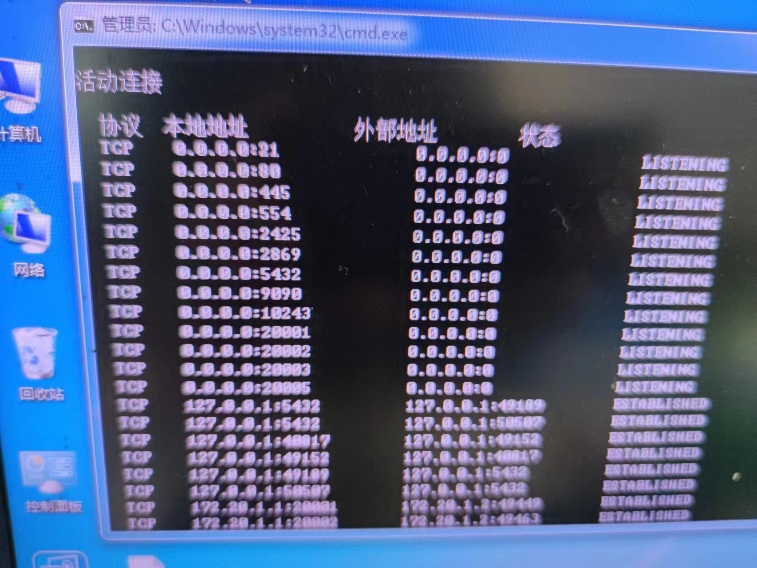 管理员: C:\Windows\system32\cmd.exe
活动连接
协议 本地地址 外部地址 状态
TCP 0.0.0.0:21 0.0.0.0:0 LISTENING
TCP 0.0.0.0:80 0.0.0.0:0 LISTENING
TCP 0.0.0.0:445 0.0.0.0:0 LISTENING
TCP 0.0.0.0:554 0.0.0.0:0 LISTENING
TCP 0.0.0.0:2425 0.0.0.0:0 LISTENING
TCP 0.0.0.0:2869 0.0.0.0:0 LISTENING
TCP 0.0.0.0:5432 0.0.0.0:0 LISTENING
TCP 0.0.0.0:9090 0.0.0.0:0 LISTENING
TCP 0.0.0.0:10243 0.0.0.0:0 LISTENING
TCP 0.0.0.0:20001 0.0.0.0:0 LISTENING
TCP 0.0.0.0:20002 0.0.0.0:0 LISTENING
TCP 0.0.0.0:20003 0.0.0.0:0 LISTENING
TCP 0.0.0.0:20005 0.0.0.0:0 LISTENING
TCP 127.0.0.1:5432 127.0.0.1:49189 ESTABLISHED
TCP 127.0.0.1:5432 127.0.0.1:50507 ESTABLISHED
TCP 127.0.0.1:40817 127.0.0.1:49152 ESTABLISHED
TCP 127.0.0.1:49152 127.0.0.1:40817 ESTABLISHED
TCP 127.0.0.1:49189 127.0.0.1:5432 ESTABLISHED
TCP 127.0.0.1:50507 127.0.0.1:5432 ESTABLISHED
TCP 172.20.1.1:20001 172.20.1.2:49440 ESTABLISHED
TCP 172.20.1.1:20002 172.20.1.2:49463 ESTABLISHED
计算机
网络
回收站
控制面板